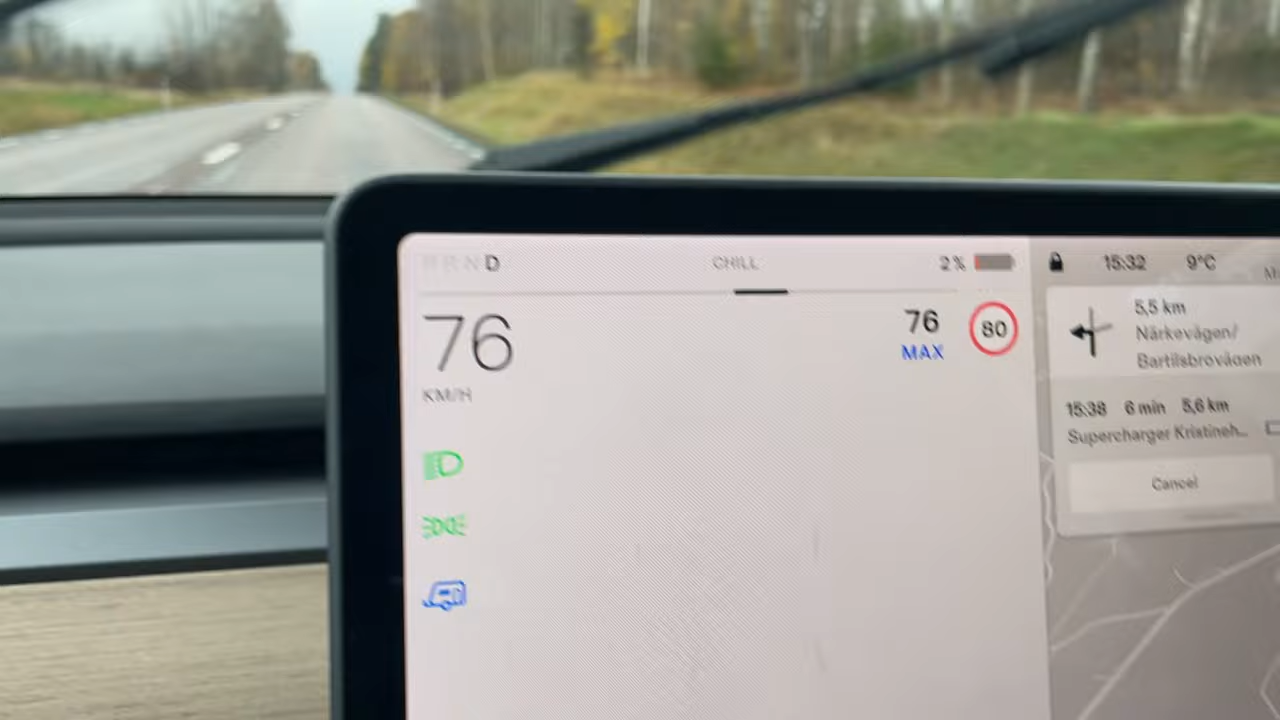 PRND
CHILL
2 %
76
KM/H
76
MAX
80
15:32
9°C
5,5 km
Närkevägen/
Bartilsbrovägen
15:38 6 min 5,6 km
Supercharger Kristineh...
Cancel